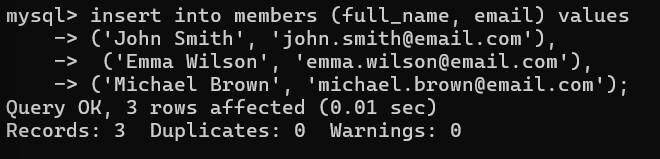 mysql> insert into members (full_name, email) values
    -> ('John Smith', 'john.smith@email.com'),
    ->  ('Emma Wilson', 'emma.wilson@email.com'),
    -> ('Michael Brown', 'michael.brown@email.com');
Query OK, 3 rows affected (0.01 sec)
Records: 3  Duplicates: 0  Warnings: 0